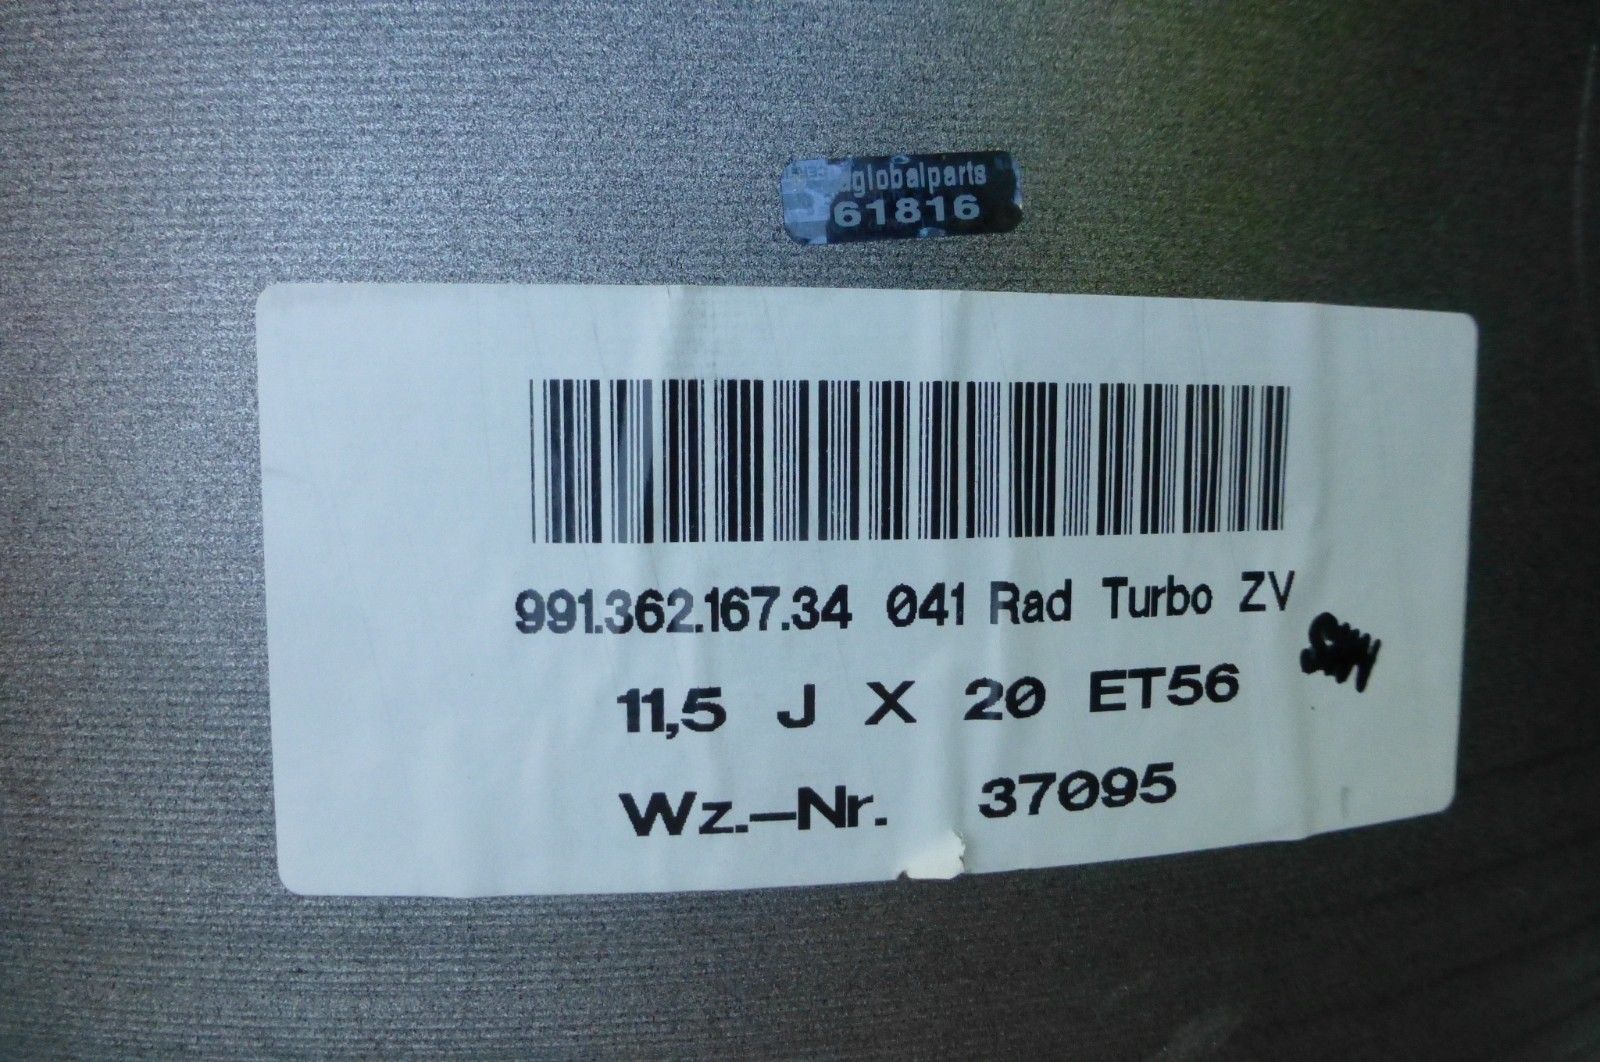 globalparts
61816
991.362.167.34 041 Rad Turbo ZV
11,5 J X 20 ET56
Wz.-Nr. 37095